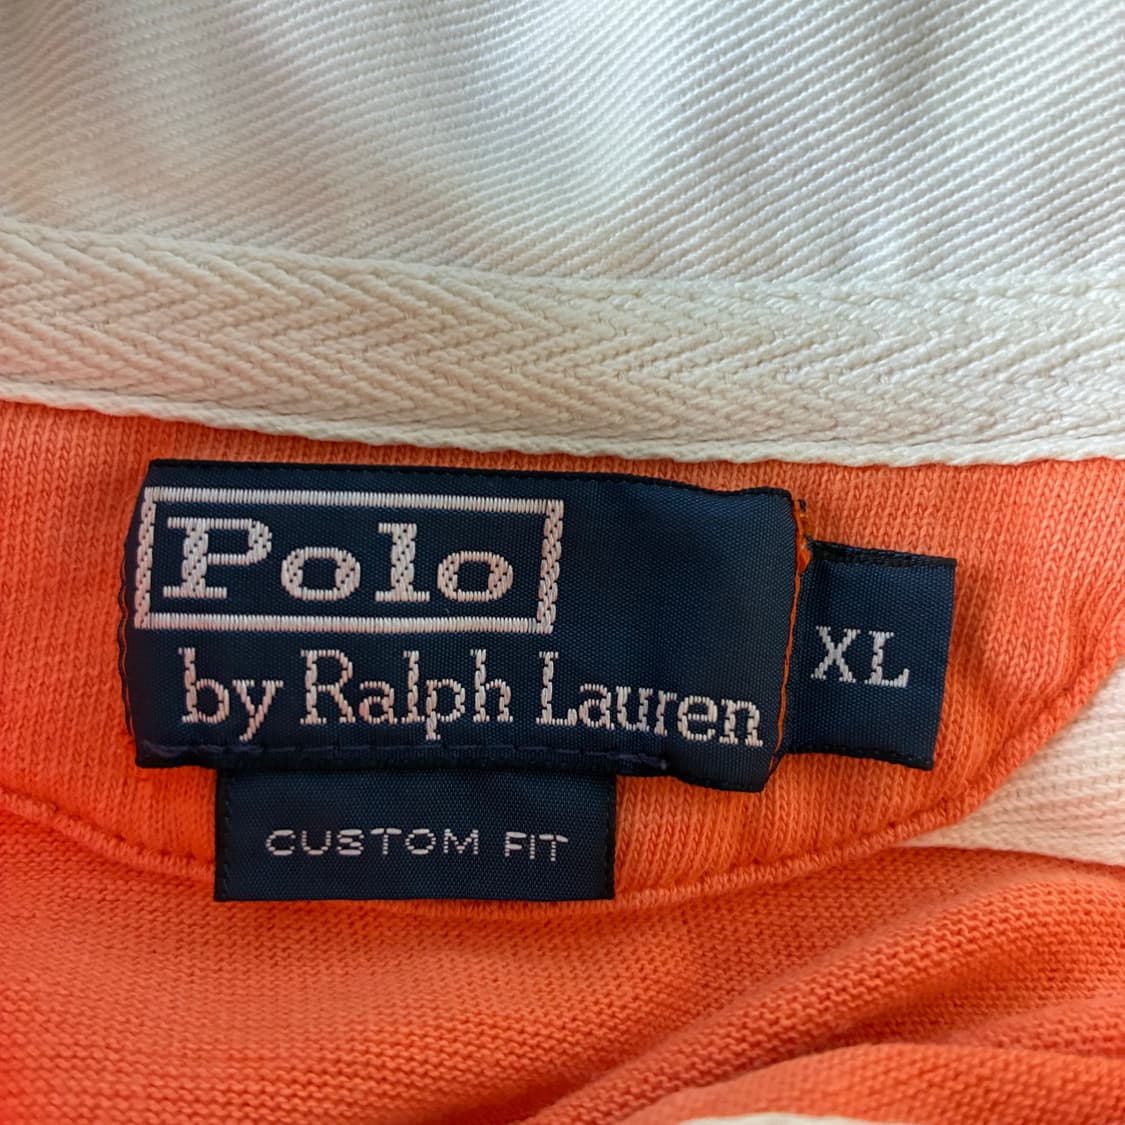 Polo
by Ralph Lauren
XL
CUSTOM FIT